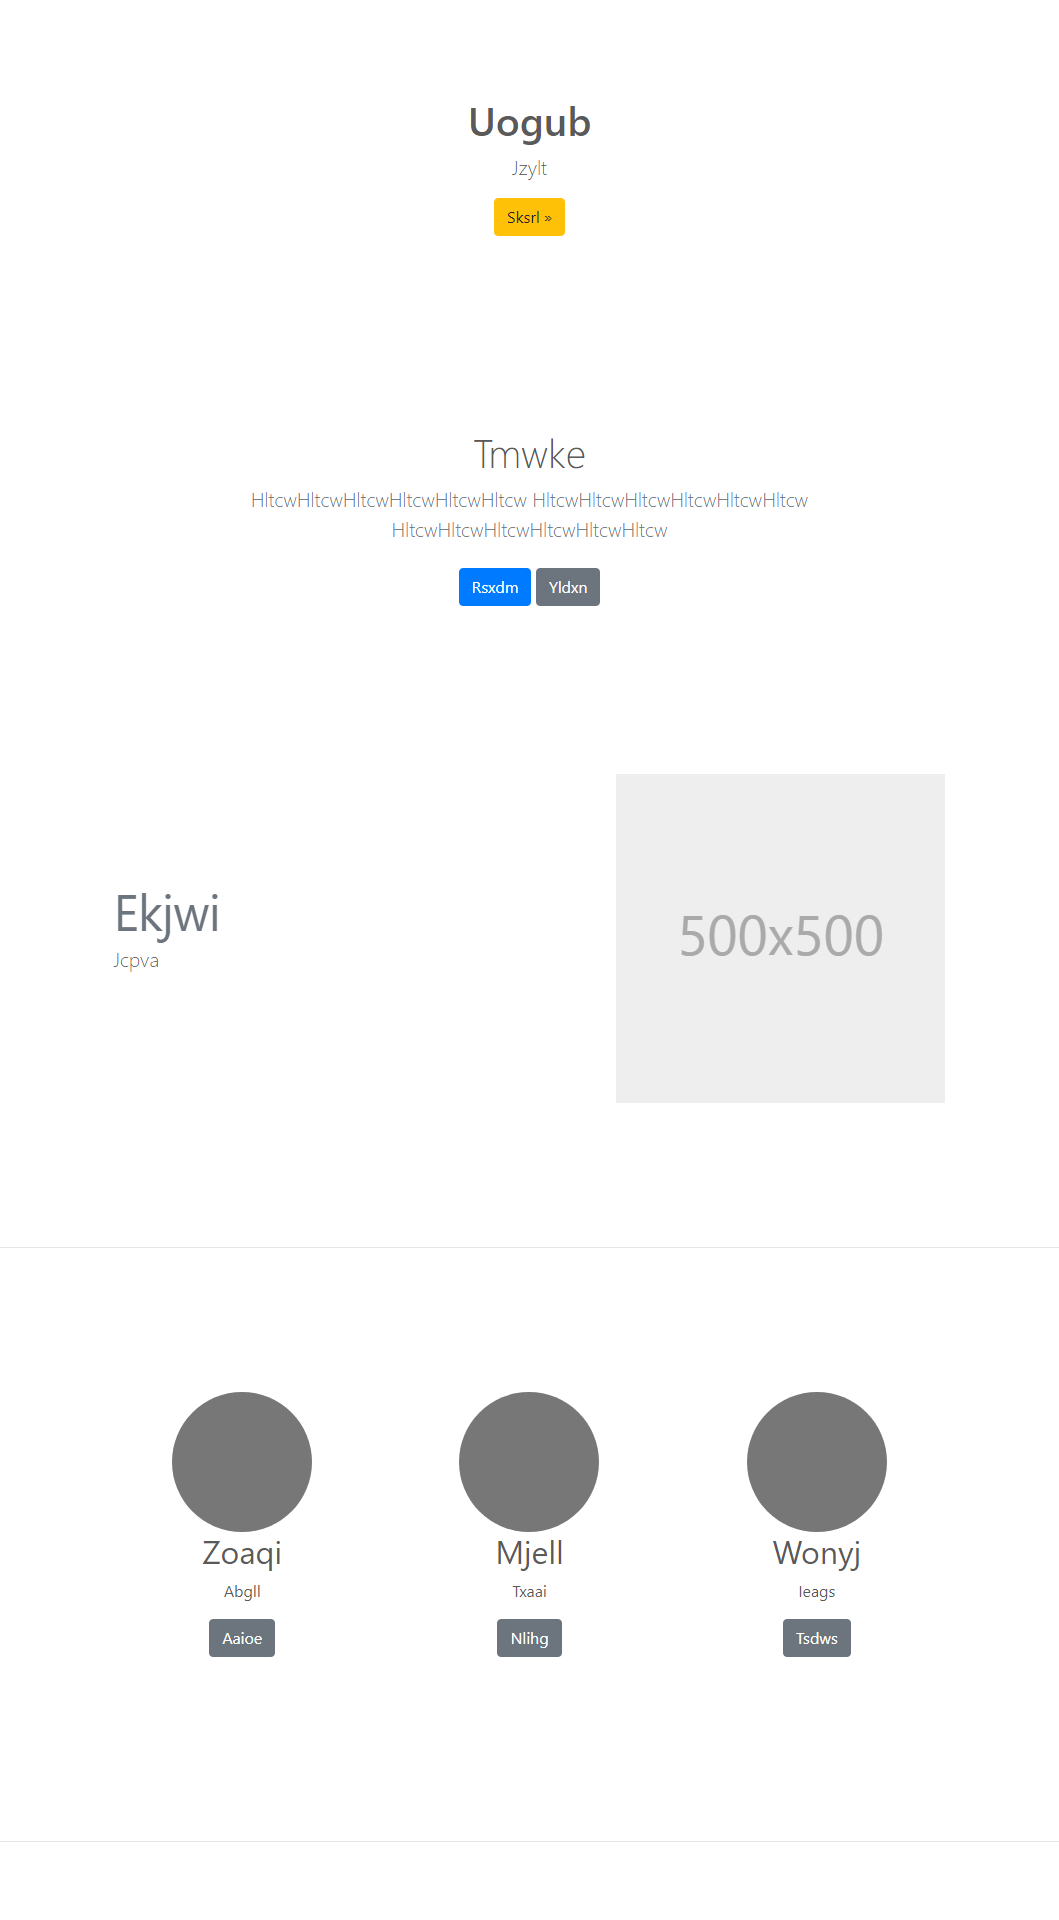 Uogub
Jzylt
Sksrl »
Tmwke
HltcwHltcwHltcwHltcwHltcwHltcw HltcwHltcwHltcwHltcwHltcwHltcw
HltcwHltcwHltcwHltcwHltcwHltcw
Rsxdm Yldxn
Ekjwi
Jcpva
500x500
Zoaqi Mjell Wonyj
Abgll Txaai Ieags
Aaioe Nlihg Tsdws